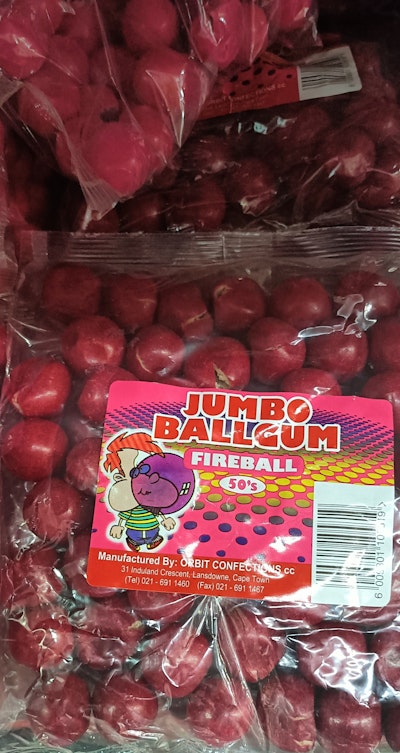 JUMBO
BALLGUM
FIREBALL
50's
Manufactured By: ORBIT CONFECTIONS cc
31 Induland Crescent, Lansdowne, Cape Town
(Tel) 021 - 691 1460 (Fax) 021 - 691 1467